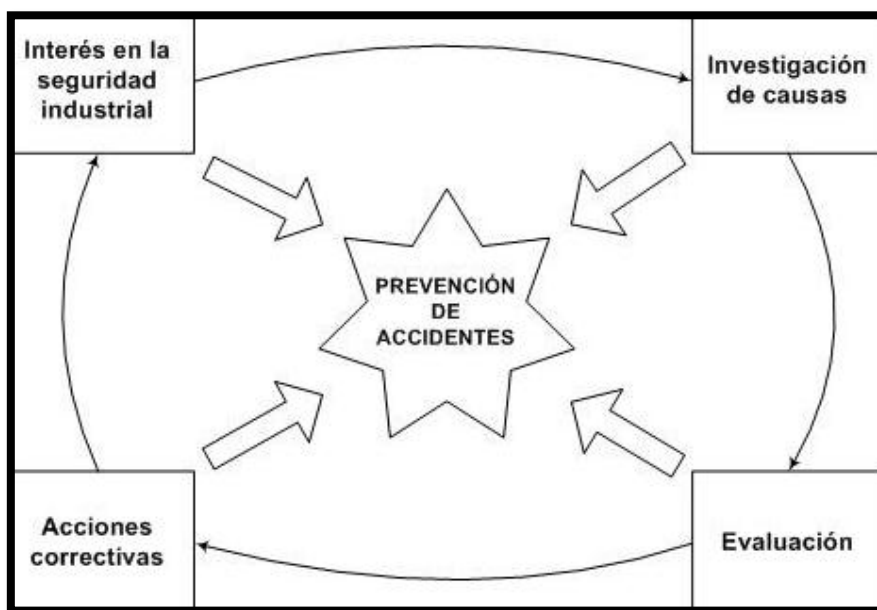 Interés en la
seguridad
industrial
Investigación
de causas
PREVENCIÓN
DE
ACCIDENTES
Acciones
correctivas
Evaluación